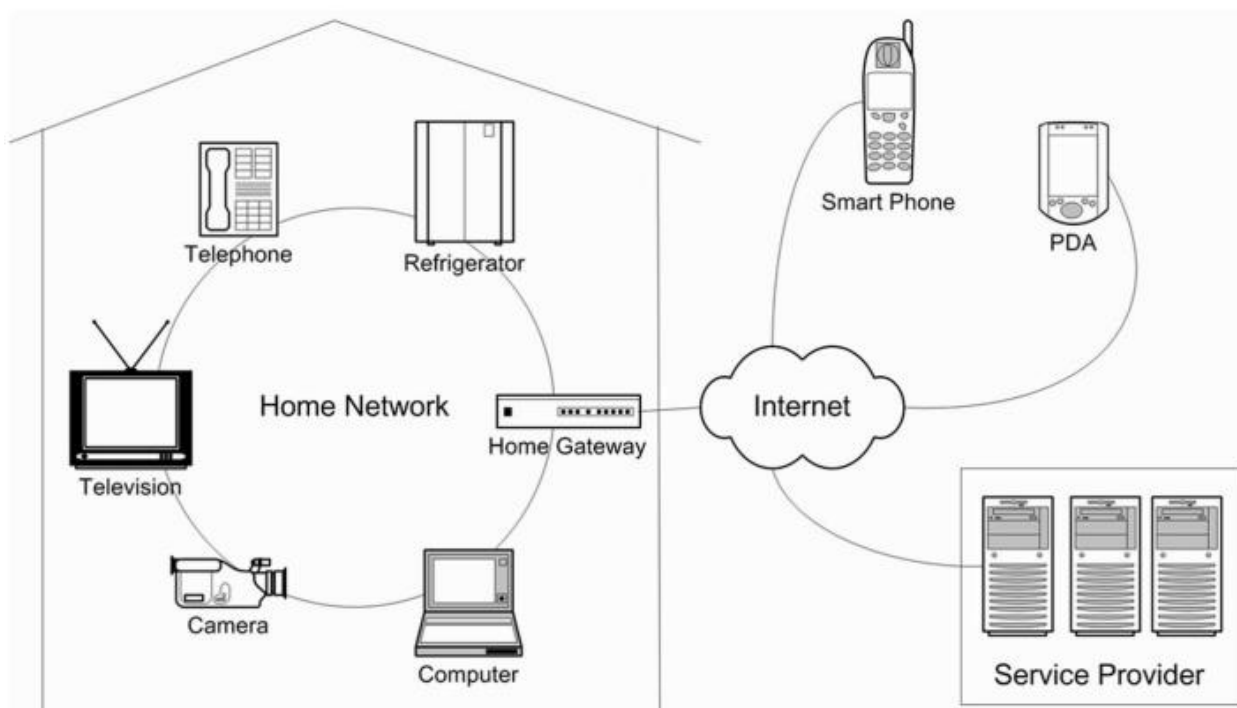 Smart Phone
PDA
Telephone
Refrigerator
Home Network
Internet
Home Gateway
Television
Camera
Computer
Service Provider